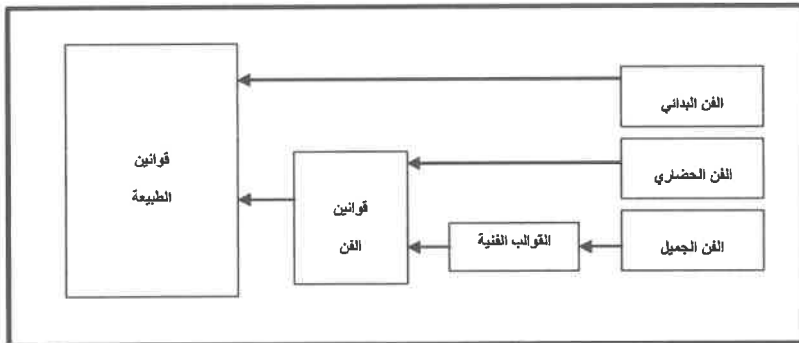 الفن البدائي
قوانين
الطبيعة
الفن الحضاري
قوانين
الفن
القوالب الفنية
الفن الجميل